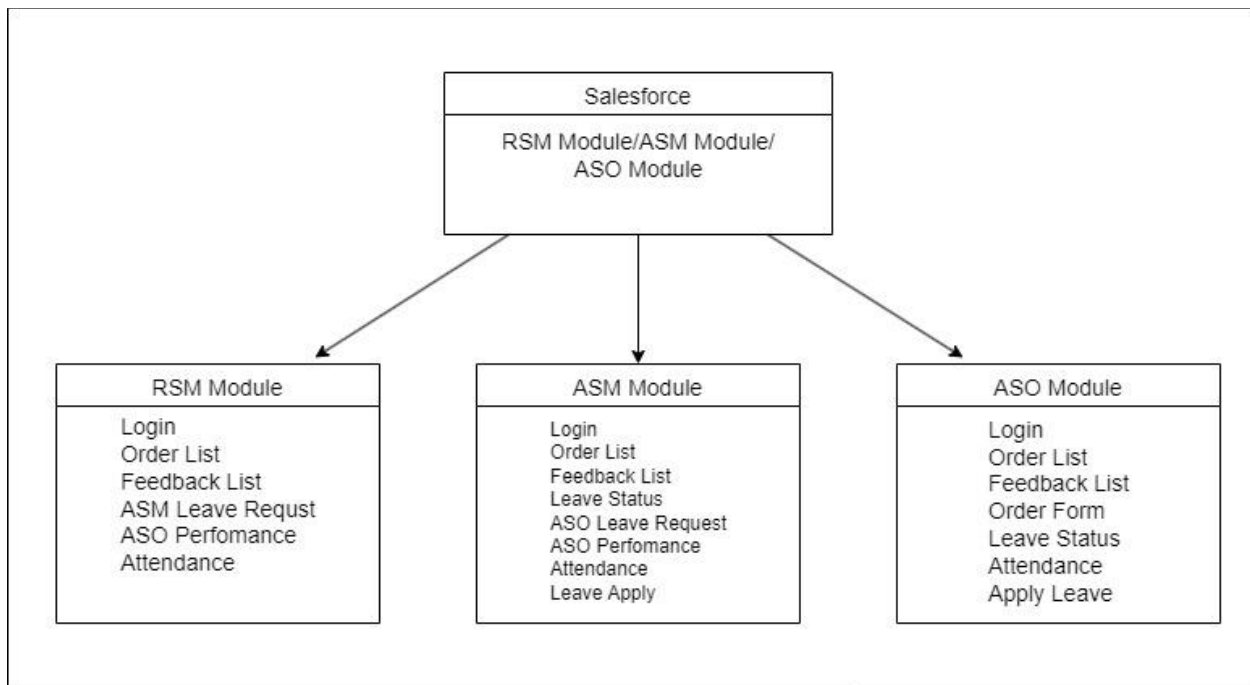 Salesforce
RSM Module/ASM Module/
ASO Module
RSM Module
Login
Order List
Feedback List
ASM Leave Requst
ASO Perfomance
Attendance
ASM Module
Login
Order List
Feedback List
Leave Status
ASO Leave Request
ASO Perfomance
Attendance
Leave Apply
ASO Module
Login
Order List
Feedback List
Order Form
Leave Status
Attendance
Apply Leave